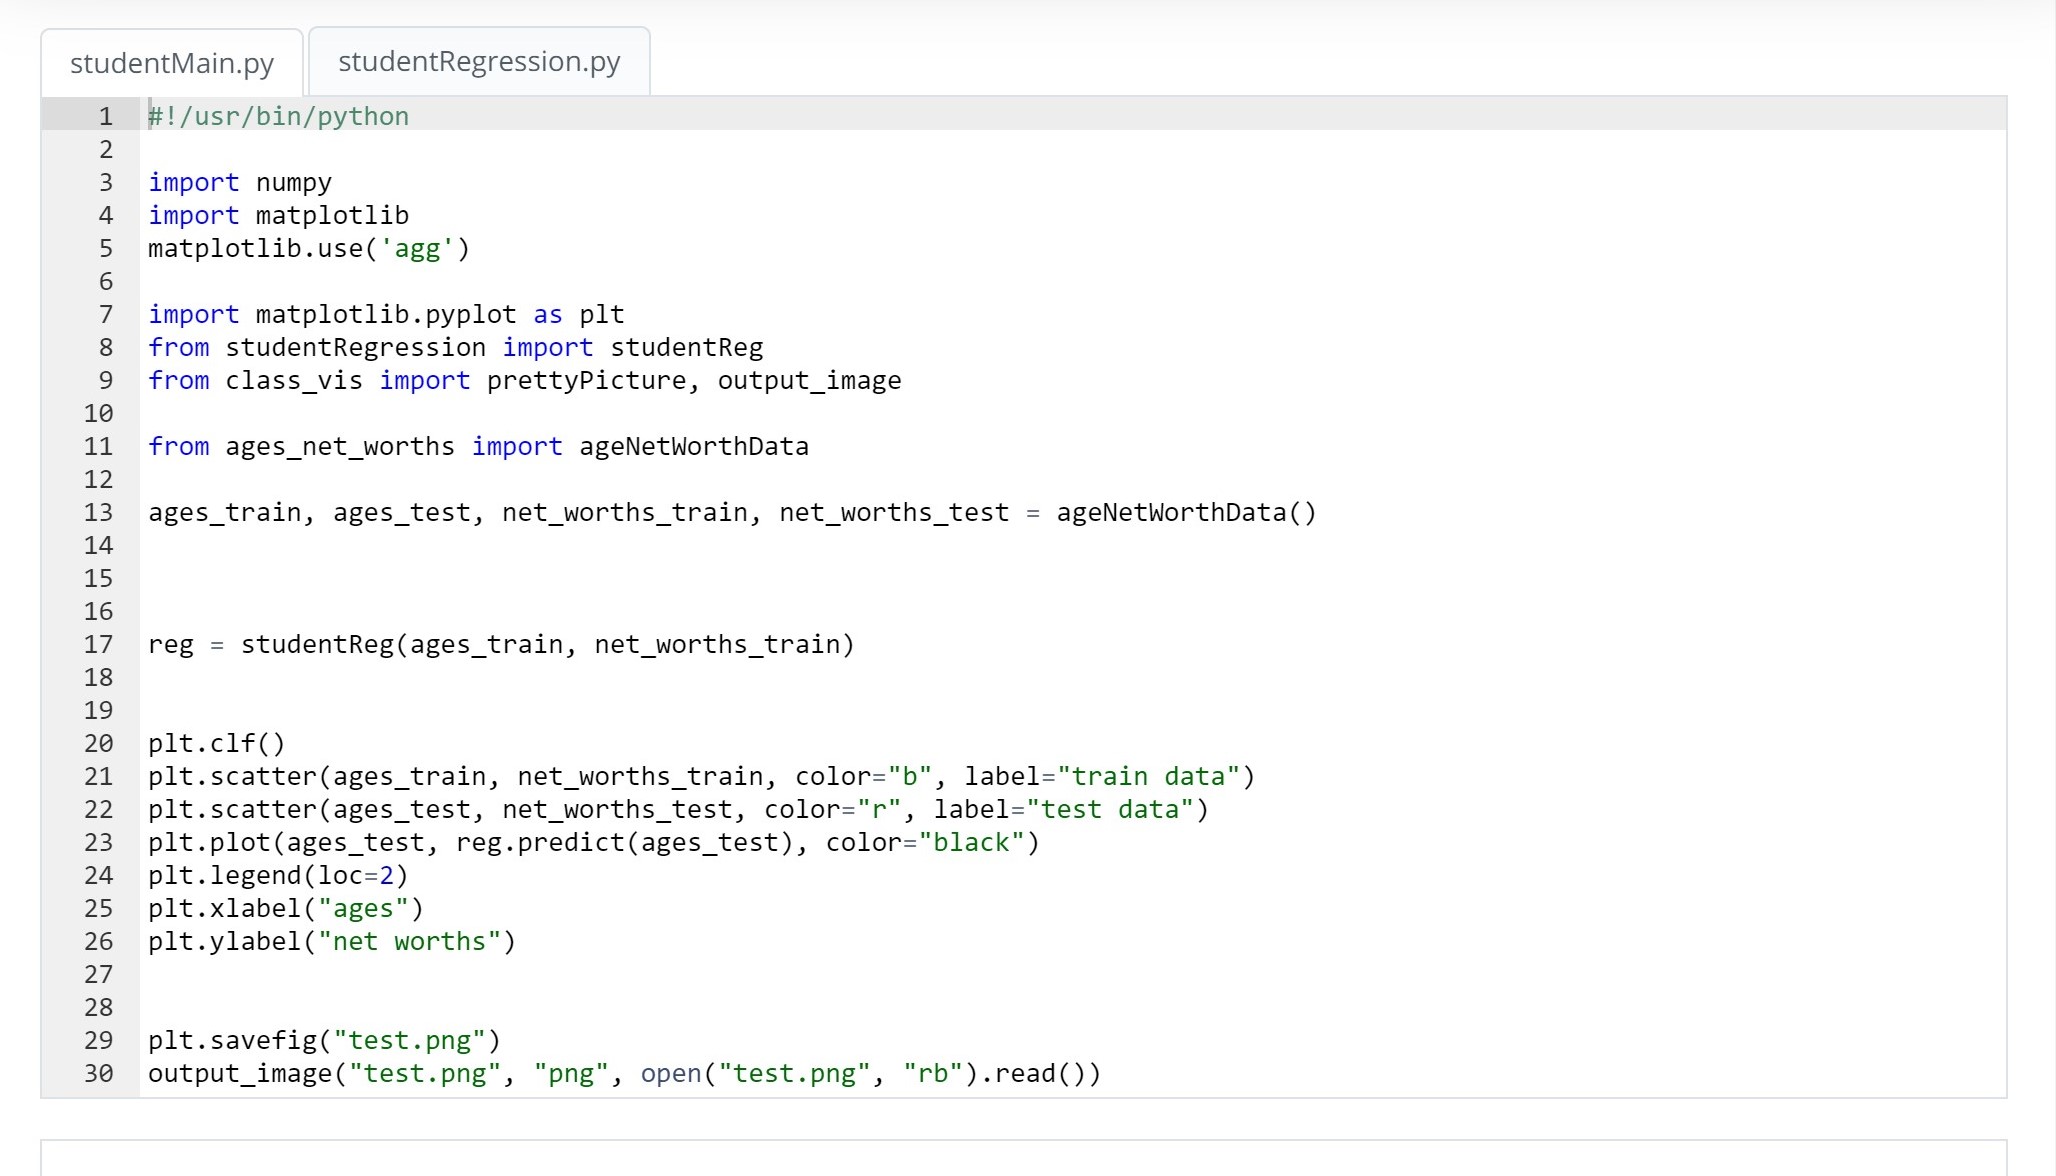 studentMain.py
studentRegression.py
1 #!/usr/bin/python
2
3 import numpy
4 import matplotlib
5 matplotlib.use('agg')
6
7 import matplotlib.pyplot as plt
8 from studentRegression import studentReg
9 from class_vis import prettyPicture, output_image
10
11 from ages_net_worths import ageNetWorthData
12
13 ages_train, ages_test, net_worths_train, net_worths_test = ageNetWorthData()
14
15
16
17 reg = studentReg(ages_train, net_worths_train)
18
19
20 plt.clf()
21 plt.scatter(ages_train, net_worths_train, color="b", label="train data")
22 plt.scatter(ages_test, net_worths_test, color="r", label="test data")
23 plt.plot(ages_test, reg.predict(ages_test), color="black")
24 plt.legend(loc=2)
25 plt.xlabel("ages")
26 plt.ylabel("net worths")
27
28
29 plt.savefig("test.png")
30 output_image("test.png", "png", open("test.png", "rb").read())